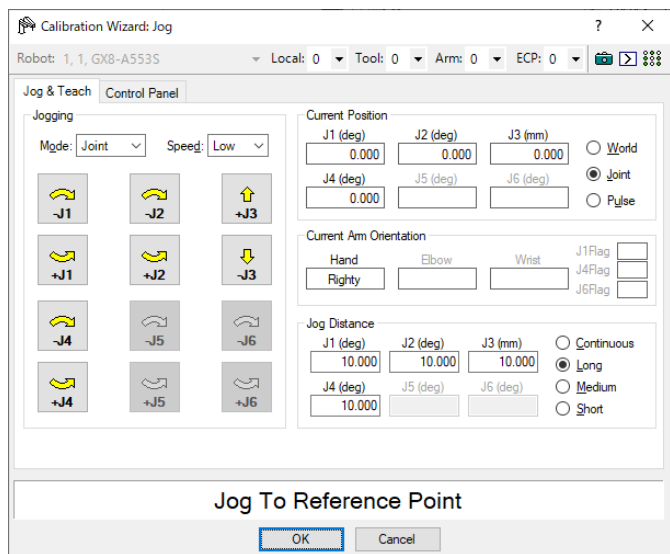 Calibration Wizard: Jog
Robot: 1, 1, GX8-A553S Local: 0 Tool: 0 Arm: 0 ECP: 0
Jog & Teach Control Panel
Jogging
Mode: Joint Speed: Low
-J1 -J2 +J3
+J1 +J2 -J3
-J4 -J5 -J6
+J4 +J5 +J6
Current Position
J1 (deg) J2 (deg) J3 (mm)
0.000 0.000 0.000
J4 (deg) J5 (deg) J6 (deg)
0.000
World
Joint
Pulse
Current Arm Orientation
Hand Elbow Wrist
Righty
J1Flag
J4Flag
J6Flag
Jog Distance
J1 (deg) J2 (deg) J3 (mm)
10.000 10.000 10.000
J4 (deg) J5 (deg) J6 (deg)
10.000
Continuous
Long
Medium
Short
Jog To Reference Point
OK Cancel